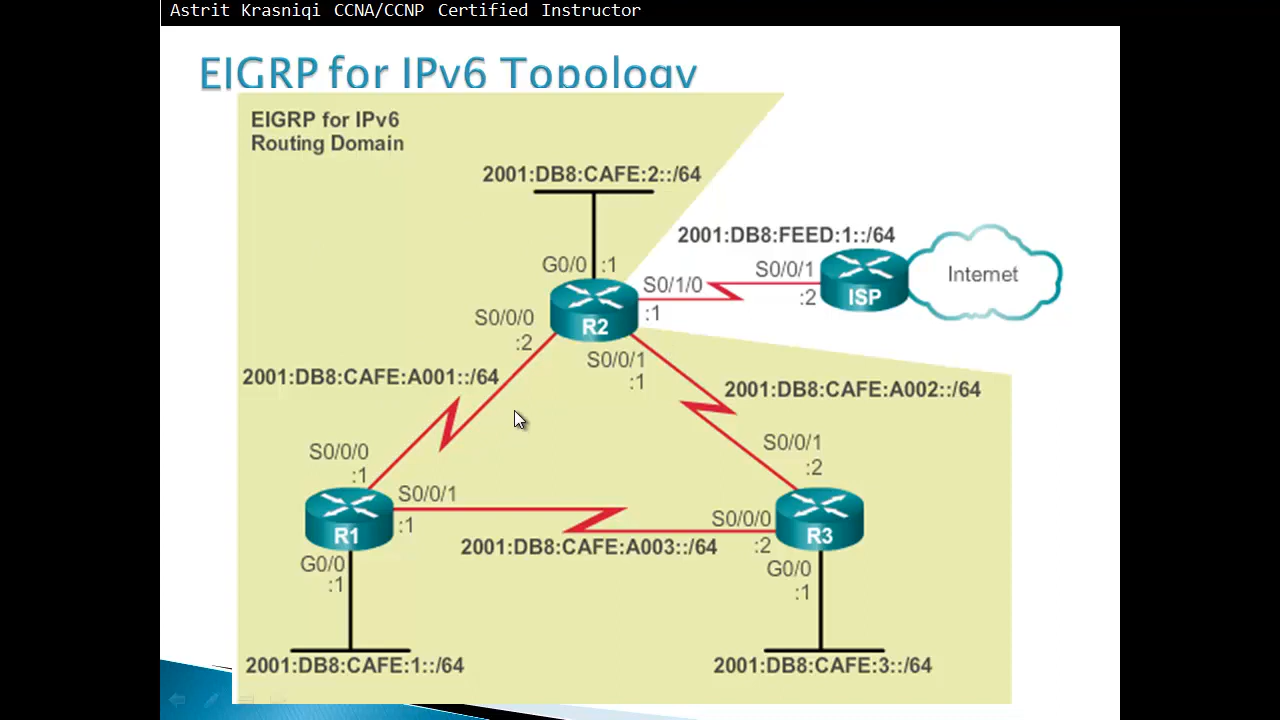 Astrit Krasniqi CCNA/CCNP Certified Instructor
EIGRP for IPv6 Topology
EIGRP for IPv6
Routing Domain
2001:DB8:CAFE:2::/64
2001:DB8:FEED:1::/64
G0/0 :1
S0/1/0
:1
S0/0/1
:2
ISP
Internet
R2
S0/0/0
:2
S0/0/1
:1
2001:DB8:CAFE:A001::/64
2001:DB8:CAFE:A002::/64
S0/0/0
:1
S0/0/1
:2
R1
S0/0/1
:1
2001:DB8:CAFE:A003::/64
S0/0/0
:2
R3
G0/0
:1
G0/0
:1
2001:DB8:CAFE:1::/64
2001:DB8:CAFE:3::/64